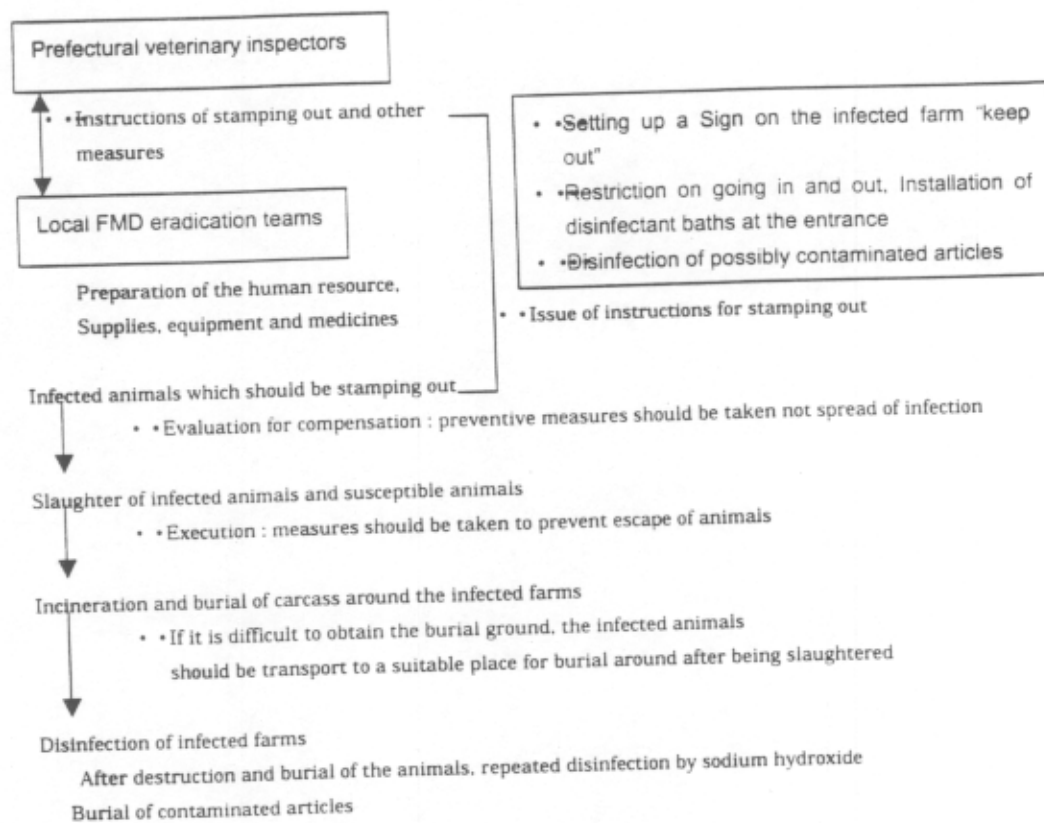 Prefectural veterinary inspectors
• •Instructions of stamping out and other
measures
Local FMD eradication teams
Preparation of the human resource,
Supplies, equipment and medicines
• •Setting up a Sign on the infected farm “keep
out”
• •Restriction on going in and out, Installation of
disinfectant baths at the entrance
• •Disinfection of possibly contaminated articles
• •Issue of instructions for stamping out
Infected animals which should be stamping out
• •Evaluation for compensation : preventive measures should be taken not spread of infection
Slaughter of infected animals and susceptible animals
• •Execution : measures should be taken to prevent escape of animals
Incineration and burial of carcass around the infected farms
• •If it is difficult to obtain the burial ground, the infected animals
should be transport to a suitable place for burial around after being slaughtered
Disinfection of infected farms
After destruction and burial of the animals, repeated disinfection by sodium hydroxide
Burial of contaminated articles